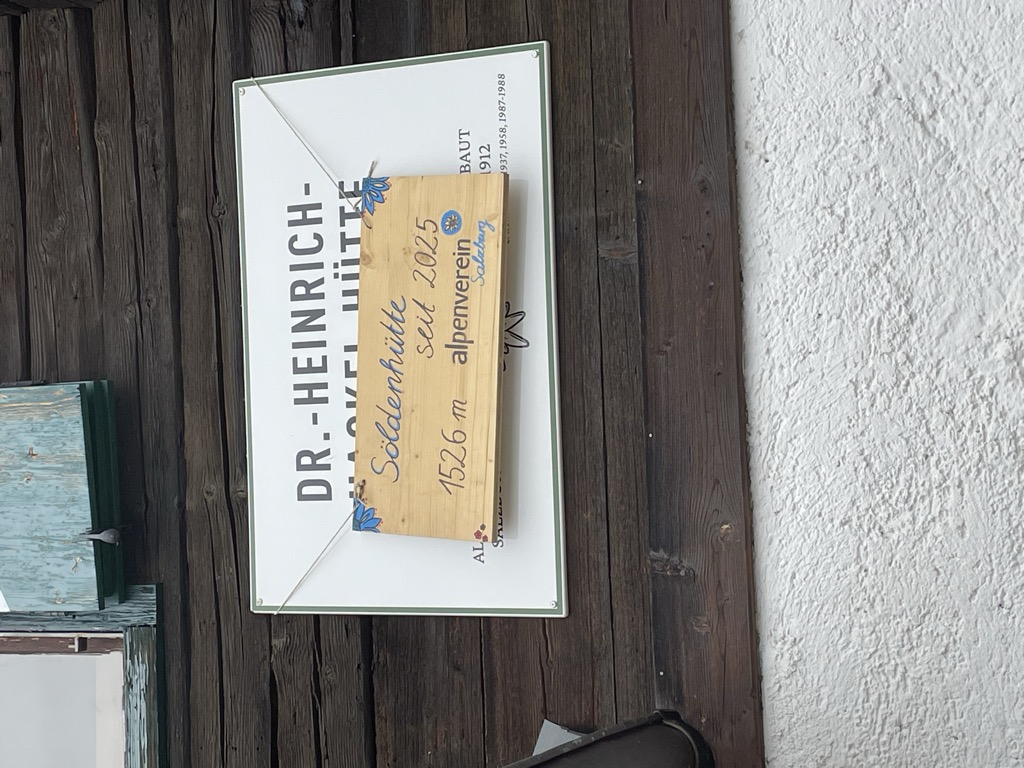 DR.-HEINRICH-
HACKEL-HÜTTE
Söldenhütte
seit 2025
1526 m
alpenverein
Salzburg
BAUT
1912
937, 1958, 1987-1988